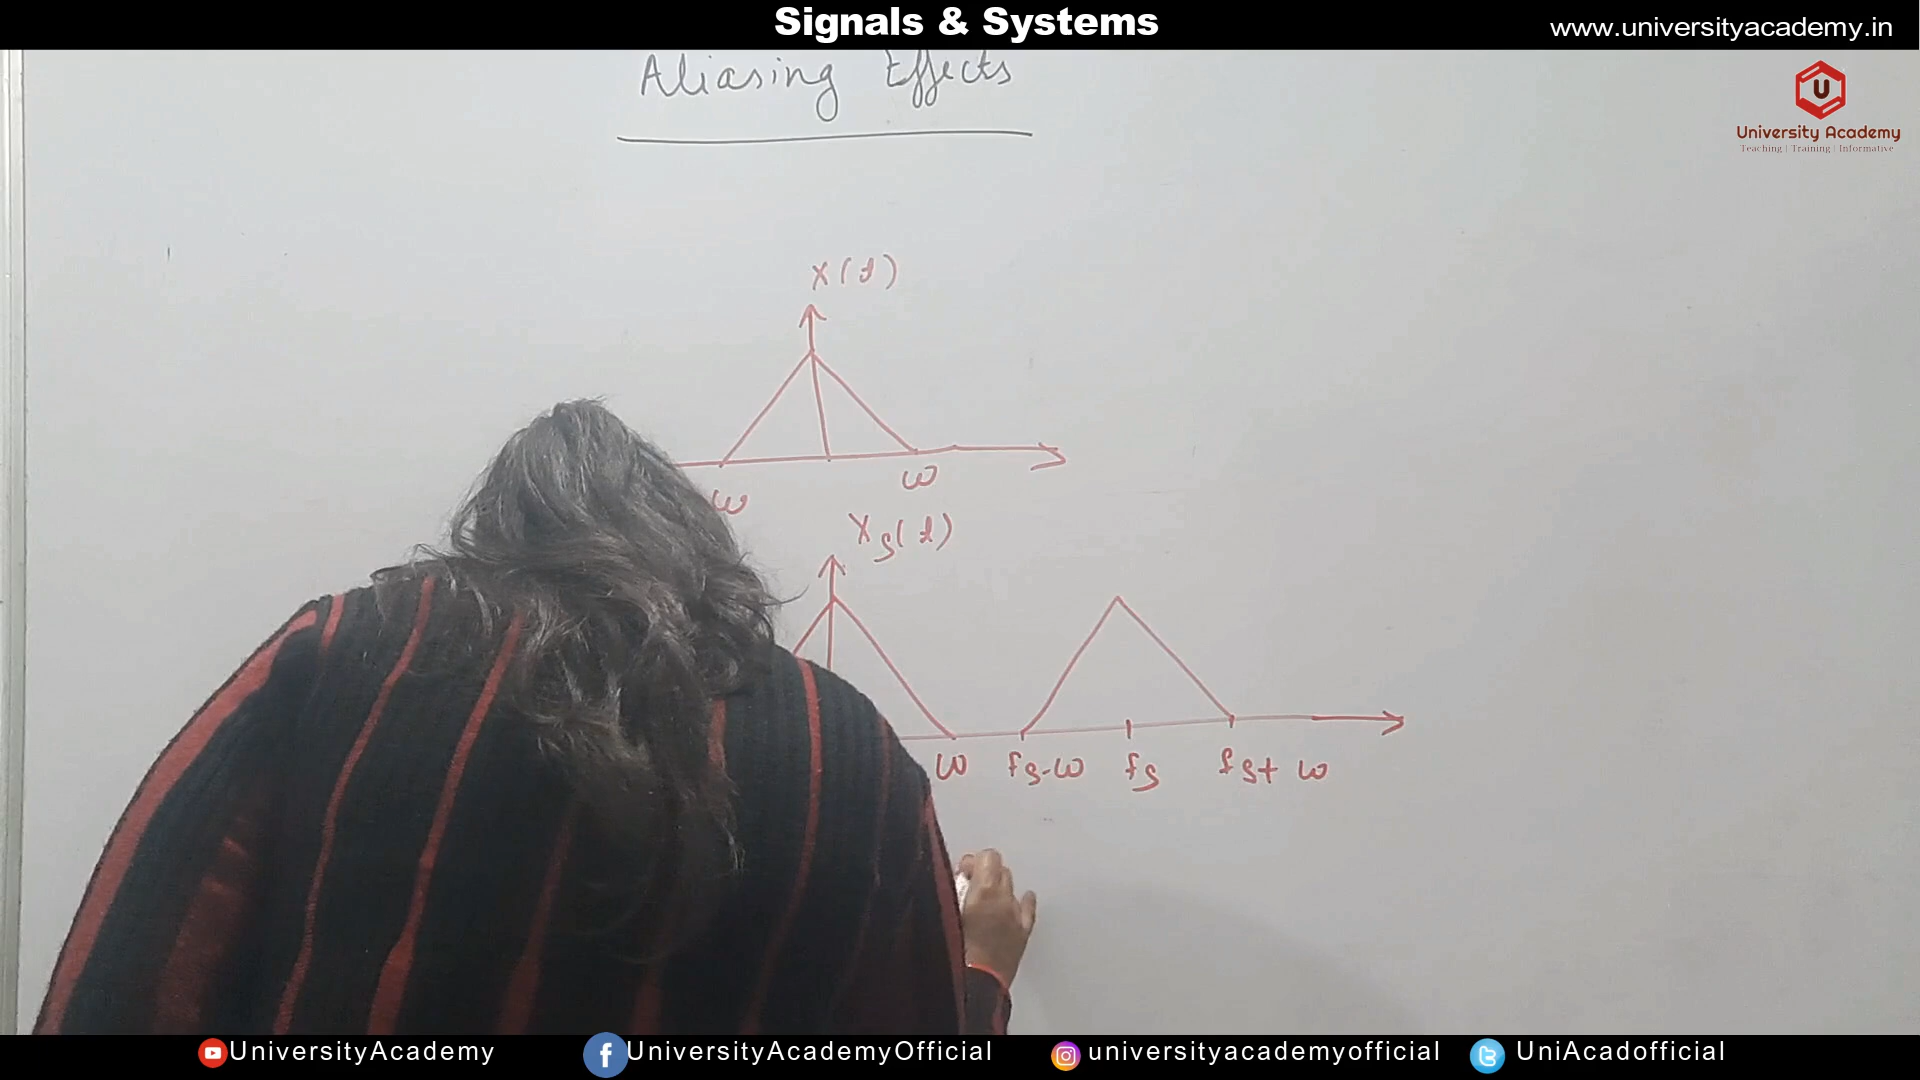 Signals & Systems
www.universityacademy.in
Aliasing Effects
U
University Academy
Teaching | Training | Informative
X(f)
ω
ω
Xs(f)
ω
fs-ω
fs
fs+ω
UniversityAcademy
UniversityAcademyOfficial
universityacademyofficial
UniAcadofficial